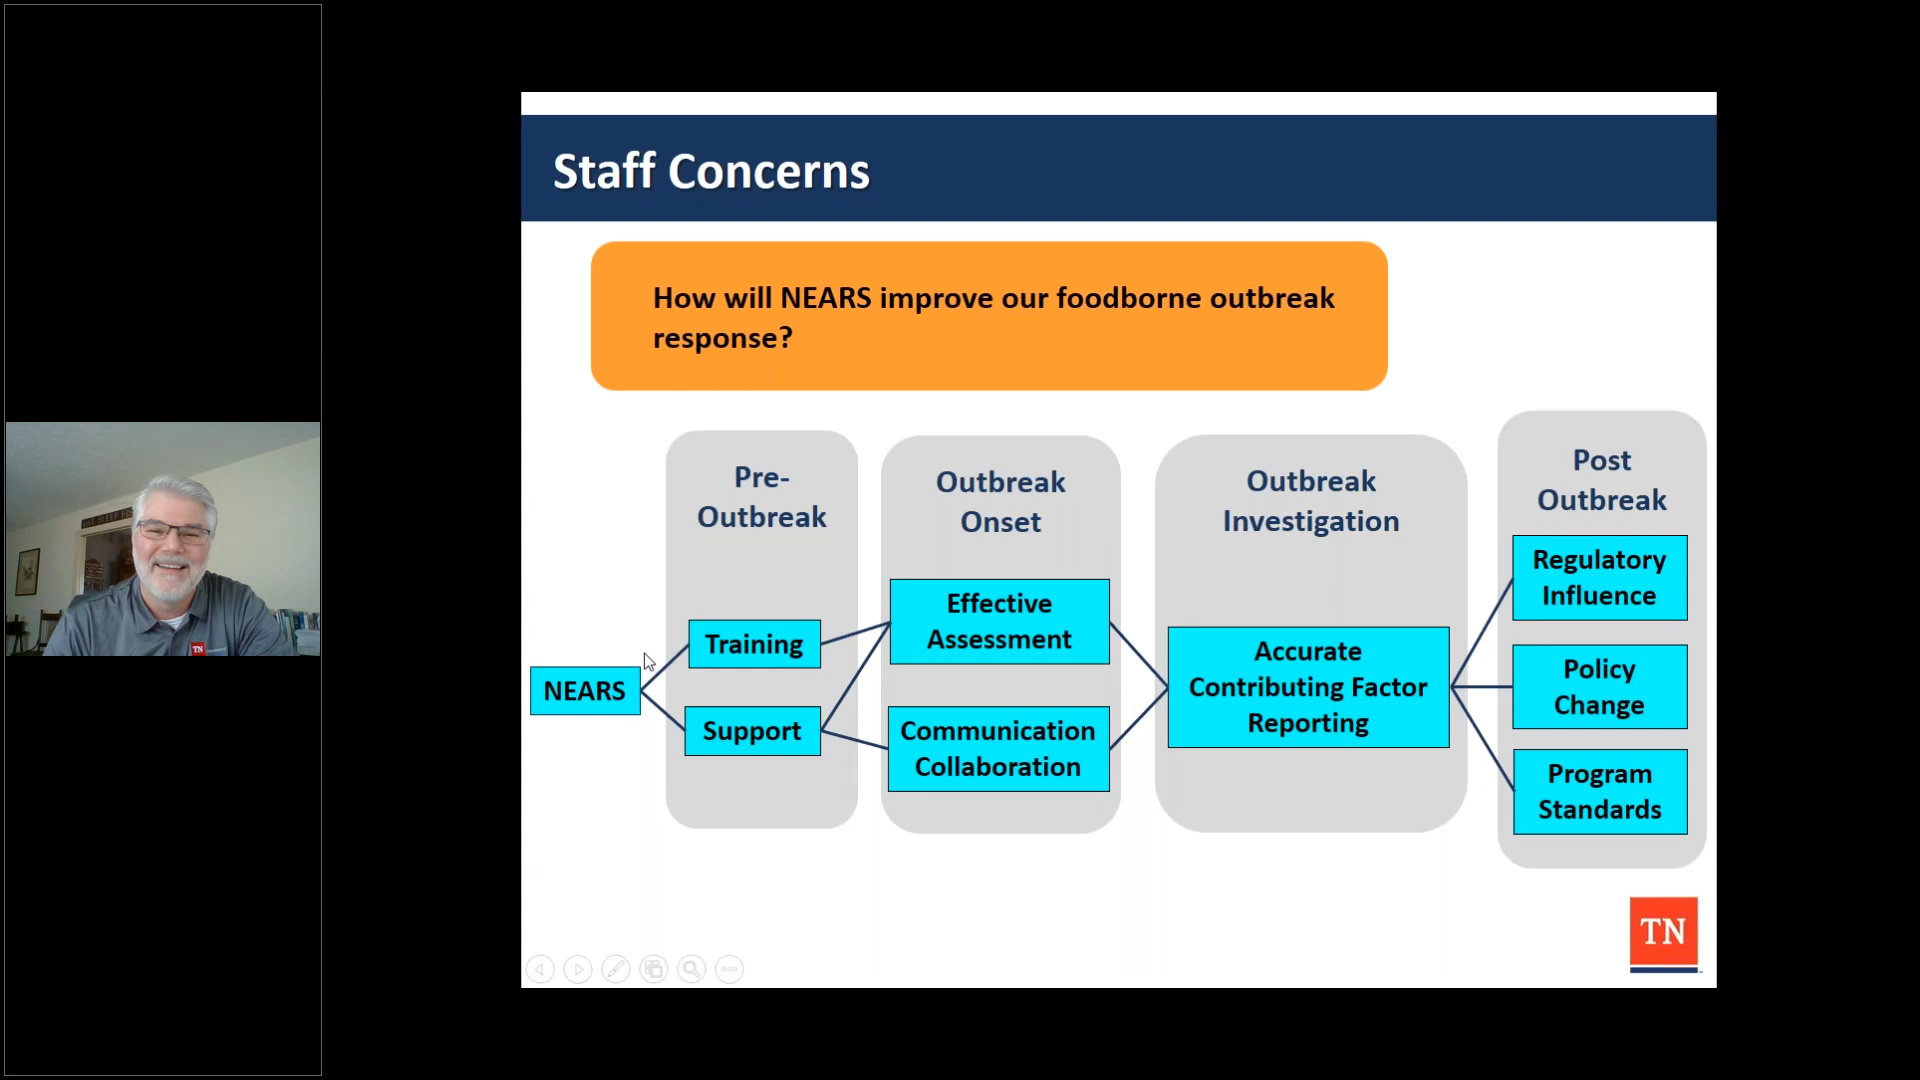 Staff Concerns
How will NEARS improve our foodborne outbreak
response?
Pre-
Outbreak
Outbreak
Onset
Outbreak
Investigation
Post
Outbreak
NEARS
Training
Support
Effective
Assessment
Communication
Collaboration
Accurate
Contributing Factor
Reporting
Regulatory
Influence
Policy
Change
Program
Standards
TN
TN